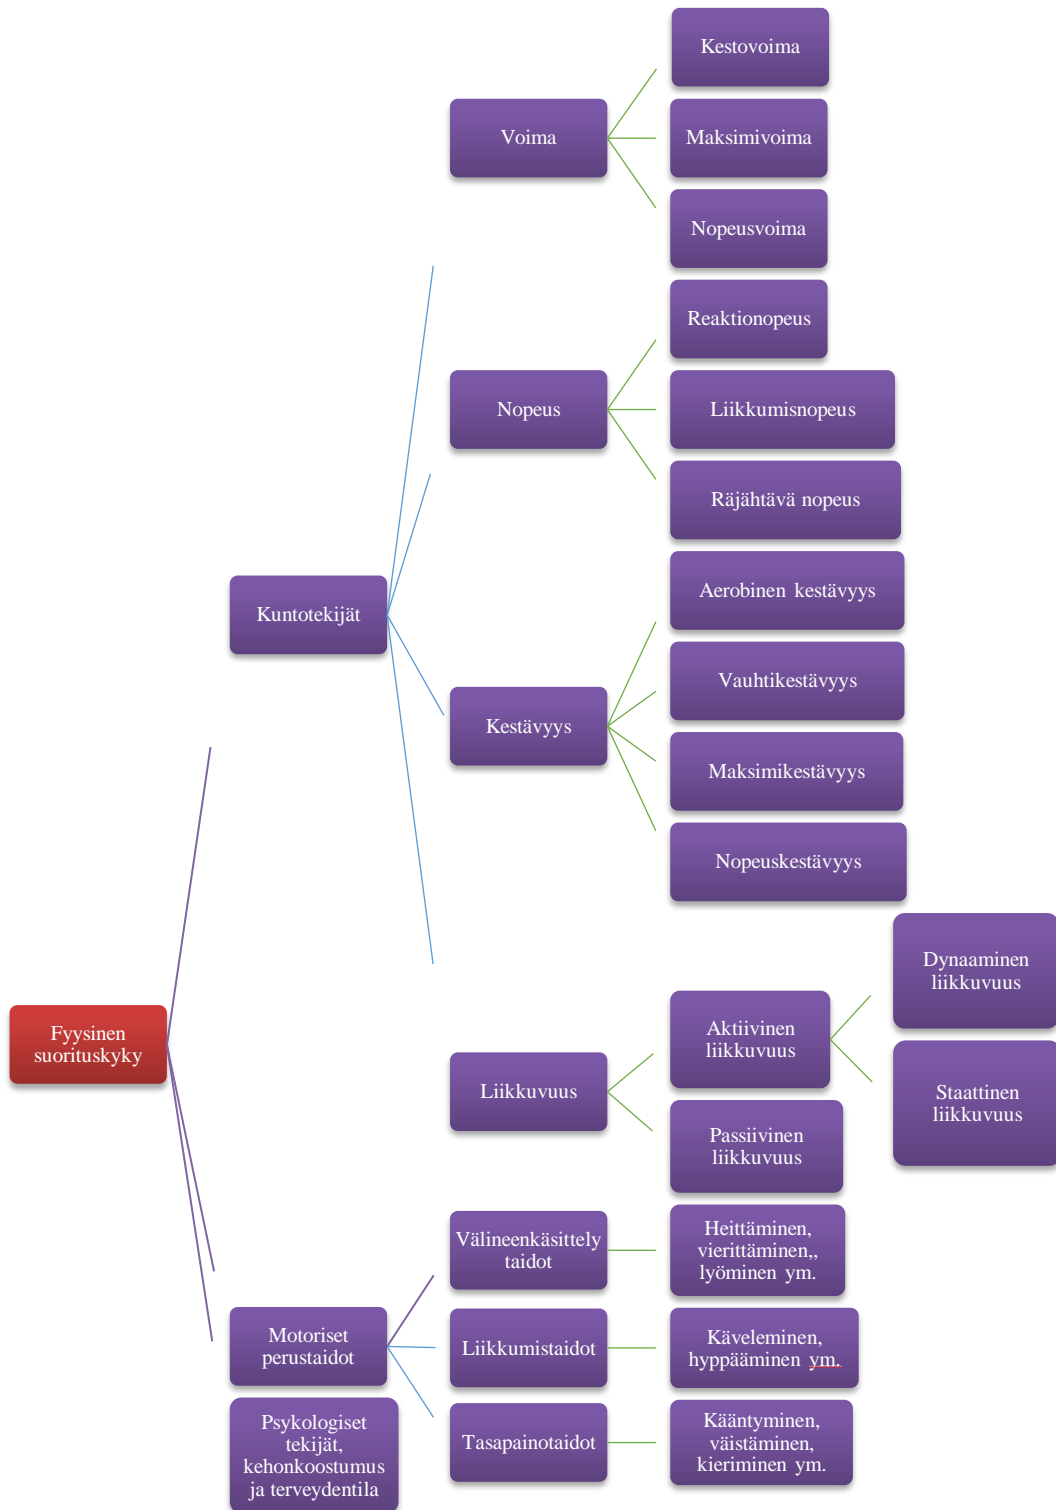 Kestovoima
Voima
Maksimivoima
Nopeusvoima
Reaktionopeus
Nopeus
Liikkumisnopeus
Räjähtävä nopeus
Aerobinen kestävyys
Kuntotekijät
Vauhtikestävyys
Kestävyys
Maksimikestävyys
Nopeuskestävyys
Dynaaminen
liikkuvuus
Fyysinen
suorituskyky
Aktiivinen
liikkuvuus
Liikkuvuus
Staattinen
liikkuvuus
Passiivinen
liikkuvuus
Välineenkäsittely
taidot
Heittäminen,
vierittäminen,,
lyöminen ym.
Motoriset
perustaidot
Liikkumistaidot
Käveleminen,
hyppääminen ym.
Psykologiset
tekijät,
kehonkoostumus
ja terveydentila
Tasapainotaidot
Kääntyminen,
väistäminen,
kieriminen ym.